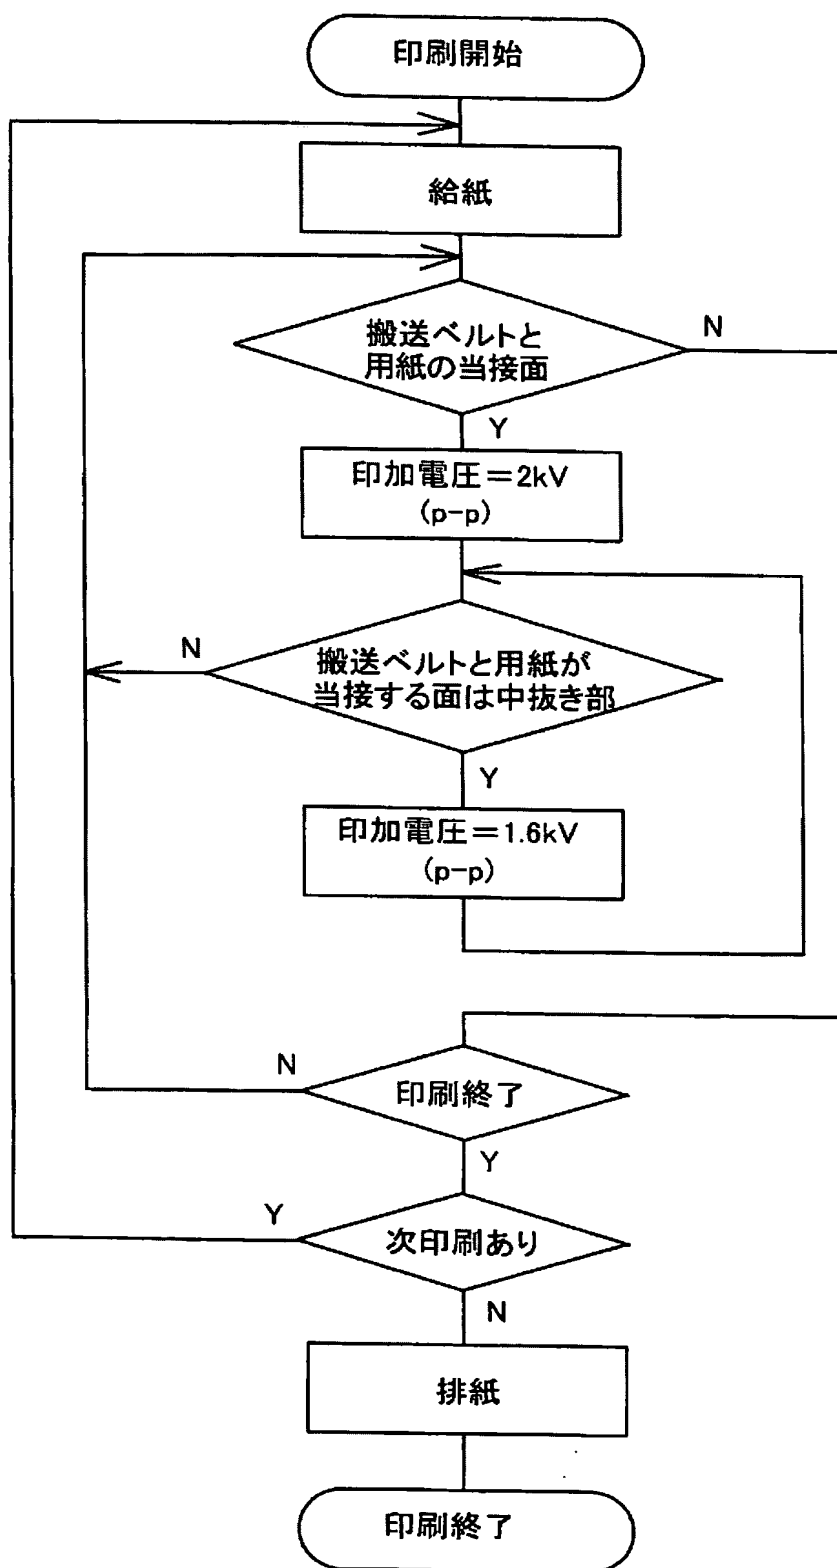 印刷開始
給紙
搬送ベルトと
用紙の当接面
N
Y
印加電圧＝2kV
(p-p)
N
搬送ベルトと用紙が
当接する面は中抜き部
Y
印加電圧＝1.6kV
(p-p)
N
印刷終了
Y
Y
次印刷あり
N
排紙
印刷終了